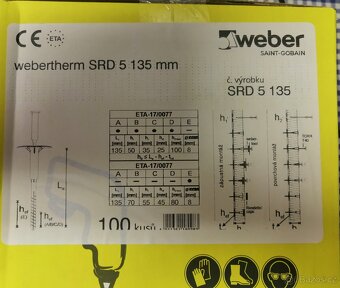 CE ETA
weber
SAINT-GOBAIN
webertherm SRD 5 135 mm
č. výrobku
SRD 5 135
ETA-17/0077
A B C D E
135 50 35 25 100 8
ETA-17/0077
A B C D E
135 70 55 45 80 8
zápustná montáž
povrchová montáž
100 kusů